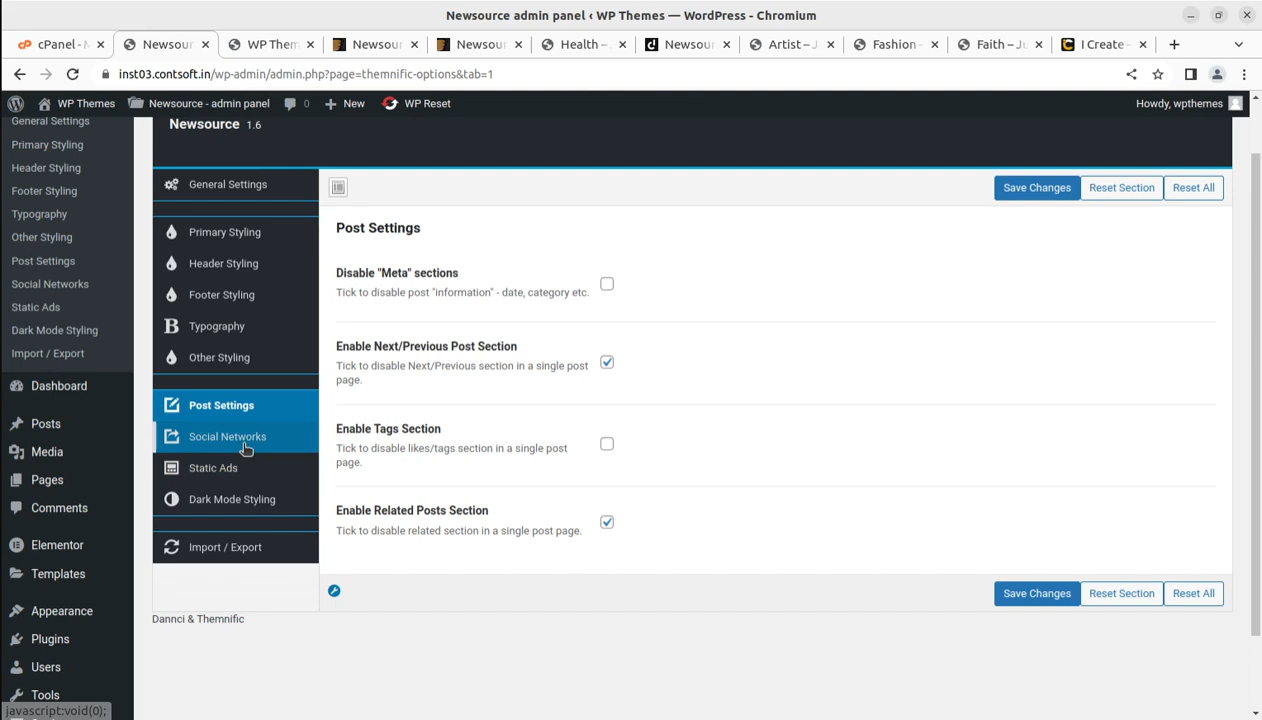 Newsource admin panel ‹ WP Themes — WordPress - Chromium
cPanel - M
Newsour
WP Them
Newsour
Newsour
Health –
Newsour
Artist – J
Fashion -
Faith – Ju
I Create -
inst03.contsoft.in/wp-admin/admin.php?page=themnific-options&tab=1
WP Themes
Newsource - admin panel
0
New
WP Reset
Howdy, wpthemes
General Settings
Primary Styling
Header Styling
Footer Styling
Typography
Other Styling
Post Settings
Social Networks
Static Ads
Dark Mode Styling
Import / Export
Dashboard
Posts
Media
Pages
Comments
Elementor
Templates
Appearance
Plugins
Users
Tools
javascript:void(0);
Newsource 1.6
General Settings
Primary Styling
Header Styling
Footer Styling
Typography
Other Styling
Post Settings
Social Networks
Static Ads
Dark Mode Styling
Import / Export
Save Changes
Reset Section
Reset All
Post Settings
Disable "Meta" sections
Tick to disable post "information" - date, category etc.
Enable Next/Previous Post Section
Tick to disable Next/Previous section in a single post
page.
Enable Tags Section
Tick to disable likes/tags section in a single post
page.
Enable Related Posts Section
Tick to disable related section in a single post page.
Save Changes
Reset Section
Reset All
Dannci & Themnific